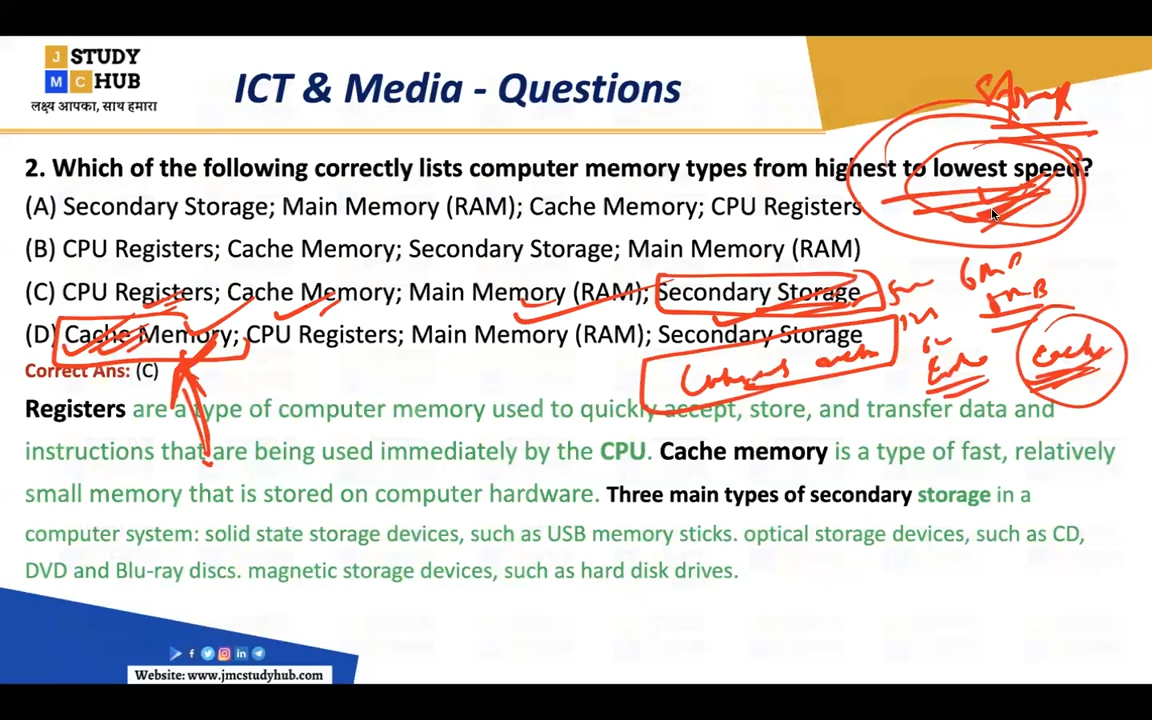 J STUDY
M C HUB
लक्ष्य आपका, साथ हमारा
ICT & Media - Questions
2. Which of the following correctly lists computer memory types from highest to lowest speed?
(A) Secondary Storage; Main Memory (RAM); Cache Memory; CPU Registers
(B) CPU Registers; Cache Memory; Secondary Storage; Main Memory (RAM)
(C) CPU Registers; Cache Memory; Main Memory (RAM); Secondary Storage
(D) Cache Memory; CPU Registers; Main Memory (RAM); Secondary Storage
Cache
Correct Ans: (C)
Registers are a type of computer memory used to quickly accept, store, and transfer data and
instructions that are being used immediately by the CPU. Cache memory is a type of fast, relatively
small memory that is stored on computer hardware. Three main types of secondary storage in a
computer system: solid state storage devices, such as USB memory sticks. optical storage devices, such as CD,
DVD and Blu-ray discs. magnetic storage devices, such as hard disk drives.
Website: www.jmcstudyhub.com